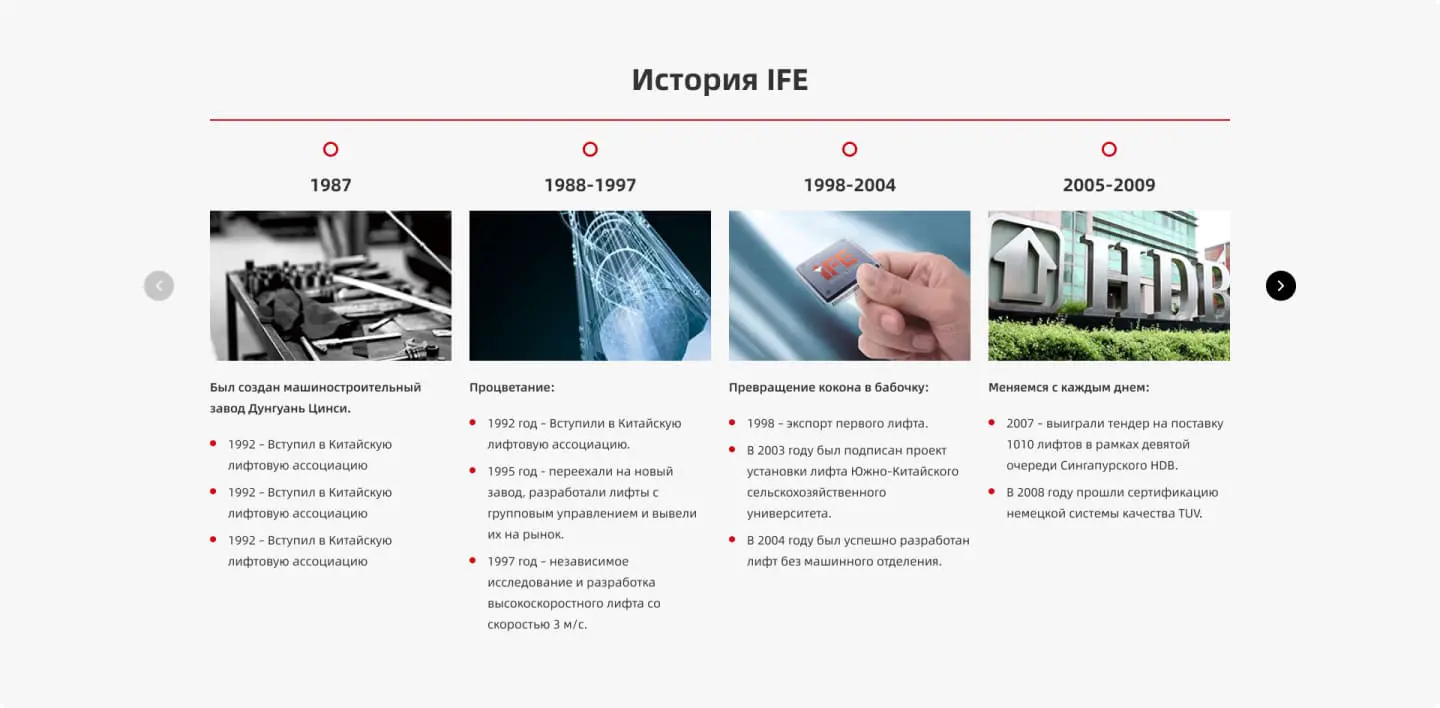 История IFE
1987
Был создан машиностроительный
завод Дунгуань Цинси.
1992 – Вступил в Китайскую
лифтовую ассоциацию
1992 – Вступил в Китайскую
лифтовую ассоциацию
1992 – Вступил в Китайскую
лифтовую ассоциацию
1988-1997
Процветание:
1992 год – Вступили в Китайскую
лифтовую ассоциацию.
1995 год - переехали на новый
завод, разработали лифты с
групповым управлением и вывели
их на рынок.
1997 год – независимое
исследование и разработка
высокоскоростного лифта со
скоростью 3 м/с.
1998-2004
IFE
Превращение кокона в бабочку:
1998 – экспорт первого лифта.
В 2003 году был подписан проект
установки лифта Южно-Китайского
сельскохозяйственного
университета.
В 2004 году был успешно разработан
лифт без машинного отделения.
2005-2009
HDB
Меняемся с каждым днем:
2007 – выиграли тендер на поставку
1010 лифтов в рамках девятой
очереди Сингапурского HDB.
В 2008 году прошли сертификацию
немецкой системы качества TUV.